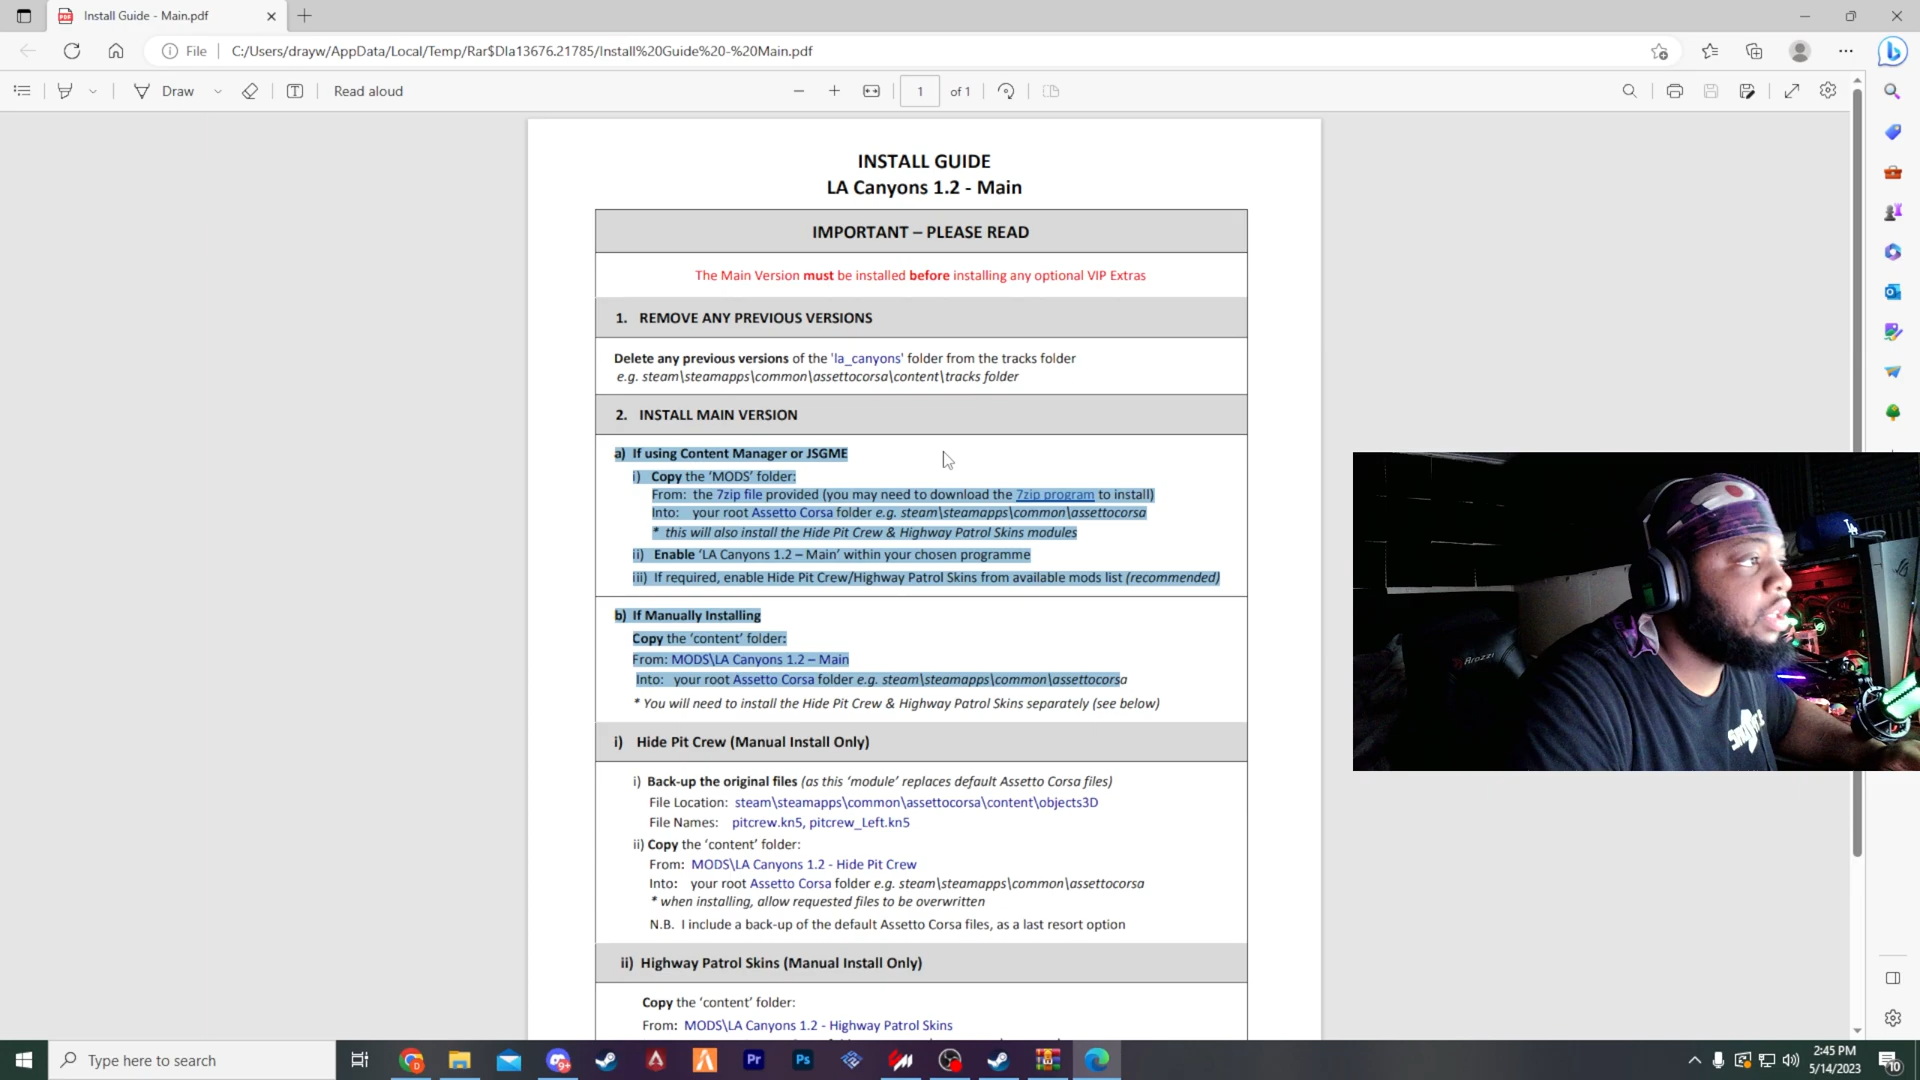 Install Guide - Main.pdf
File
C:/Users/drayw/AppData/Local/Temp/Rar$DIa13676.21785/Install%20Guide%20-%20Main.pdf
Draw
Read aloud
1
of 1
INSTALL GUIDE
LA Canyons 1.2 - Main
IMPORTANT – PLEASE READ
The Main Version must be installed before installing any optional VIP Extras
1. REMOVE ANY PREVIOUS VERSIONS
Delete any previous versions of the 'la_canyons' folder from the tracks folder
e.g. steam\steamapps\common\assettocorsa\content\tracks folder
2. INSTALL MAIN VERSION
a) If using Content Manager or JSGME
i) Copy the ‘MODS’ folder:
From: the 7zip file provided (you may need to download the 7zip program to install)
Into: your root Assetto Corsa folder e.g. steam\steamapps\common\assettocorsa
* this will also install the Hide Pit Crew & Highway Patrol Skins modules
ii) Enable ‘LA Canyons 1.2 – Main’ within your chosen programme
iii) If required, enable Hide Pit Crew/Highway Patrol Skins from available mods list (recommended)
b) If Manually Installing
Copy the ‘content’ folder:
From: MODS\LA Canyons 1.2 – Main
Into: your root Assetto Corsa folder e.g. steam\steamapps\common\assettocorsa
* You will need to install the Hide Pit Crew & Highway Patrol Skins separately (see below)
i) Hide Pit Crew (Manual Install Only)
i) Back-up the original files (as this ‘module’ replaces default Assetto Corsa files)
File Location: steam\steamapps\common\assettocorsa\content\objects3D
File Names: pitcrew.kn5, pitcrew_Left.kn5
ii) Copy the ‘content’ folder:
From: MODS\LA Canyons 1.2 - Hide Pit Crew
Into: your root Assetto Corsa folder e.g. steam\steamapps\common\assettocorsa
* when installing, allow requested files to be overwritten
N.B. I include a back-up of the default Assetto Corsa files, as a last resort option
ii) Highway Patrol Skins (Manual Install Only)
Copy the ‘content’ folder:
From: MODS\LA Canyons 1.2 - Highway Patrol Skins
Arozzi
LA
Type here to search
9+
Pr
Ps
2:45 PM
5/14/2023
10